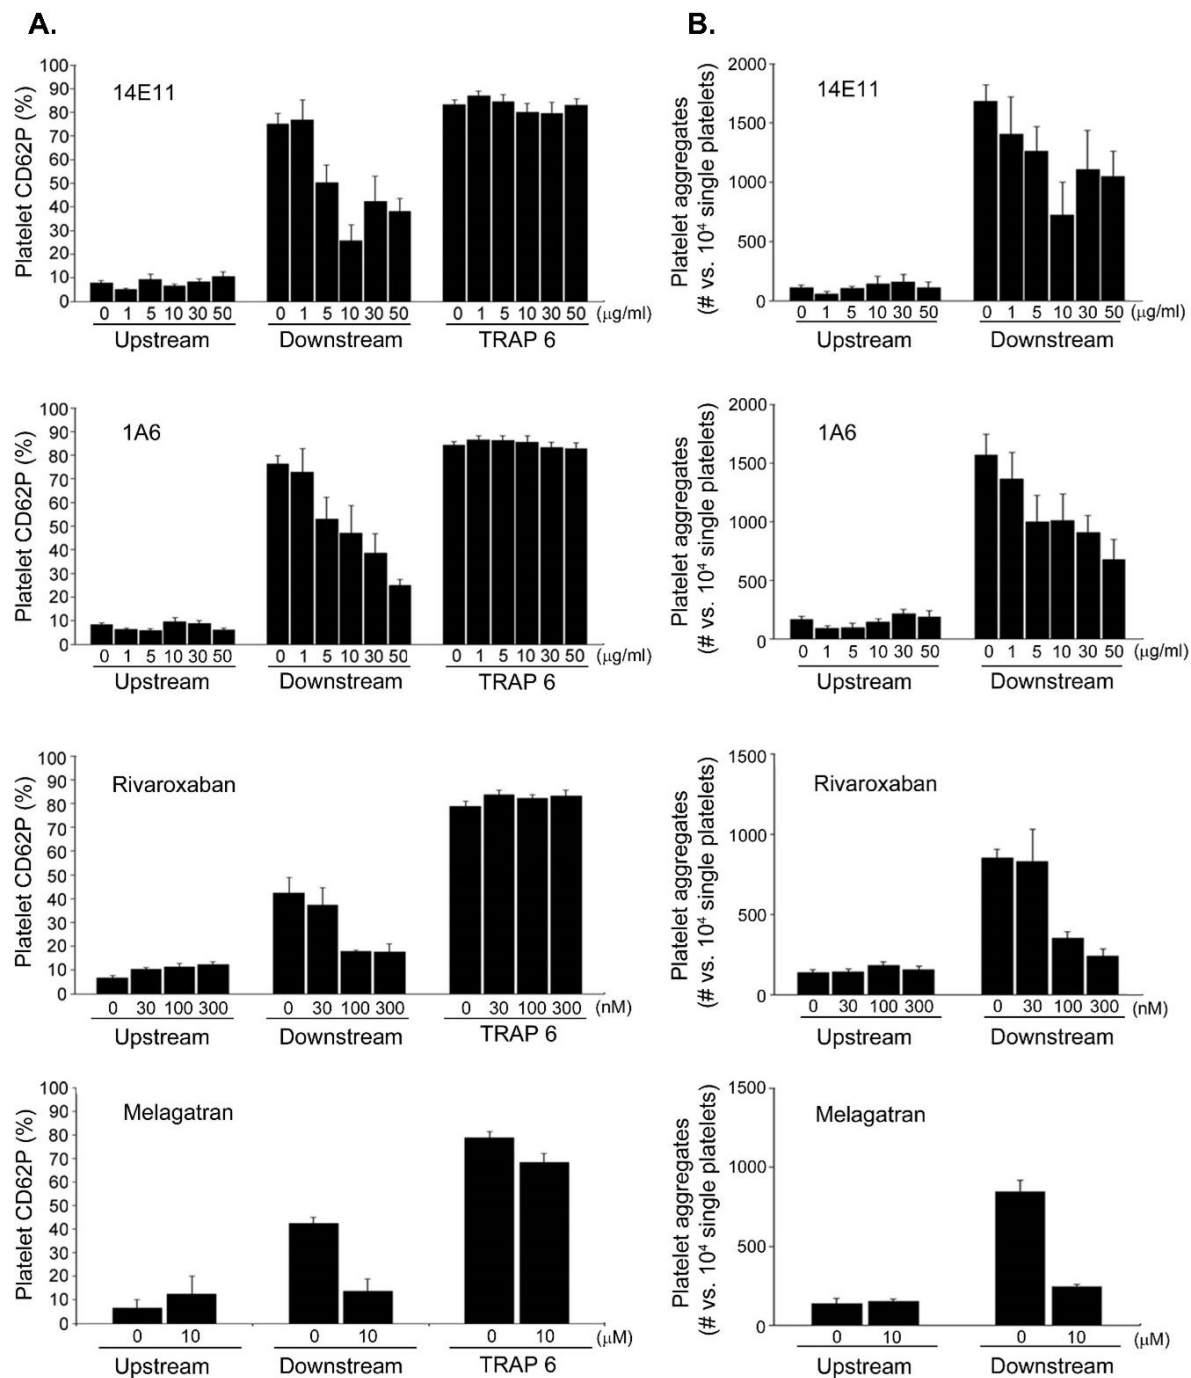 A.
Platelet CD62P (%)
100
90
80
70
60
50
40
30
20
10
0
14E11
0 1 5 10 30 50 0 1 5 10 30 50 0 1 5 10 30 50 (μg/ml)
Upstream Downstream TRAP 6
B.
Platelet aggregates
(# vs. 10⁴ single platelets)
2000
1500
1000
500
0
14E11
0 1 5 10 30 50 0 1 5 10 30 50 (μg/ml)
Upstream Downstream
Platelet CD62P (%)
100
90
80
70
60
50
40
30
20
10
0
1A6
0 1 5 10 30 50 0 1 5 10 30 50 0 1 5 10 30 50 (μg/ml)
Upstream Downstream TRAP 6
Platelet aggregates
(# vs. 10⁴ single platelets)
2000
1500
1000
500
0
1A6
0 1 5 10 30 50 0 1 5 10 30 50 (μg/ml)
Upstream Downstream
Platelet CD62P (%)
100
90
80
70
60
50
40
30
20
10
0
Rivaroxaban
0 30 100 300 0 30 100 300 0 30 100 300 (nM)
Upstream Downstream TRAP 6
Platelet aggregates
(# vs. 10⁴ single platelets)
1500
1000
500
0
Rivaroxaban
0 30 100 300 0 30 100 300 (nM)
Upstream Downstream
Platelet CD62P (%)
100
90
80
70
60
50
40
30
20
10
0
Melagatran
0 10 0 10 0 10 (μM)
Upstream Downstream TRAP 6
Platelet aggregates
(# vs. 10⁴ single platelets)
1500
1000
500
0
Melagatran
0 10 0 10 (μM)
Upstream Downstream